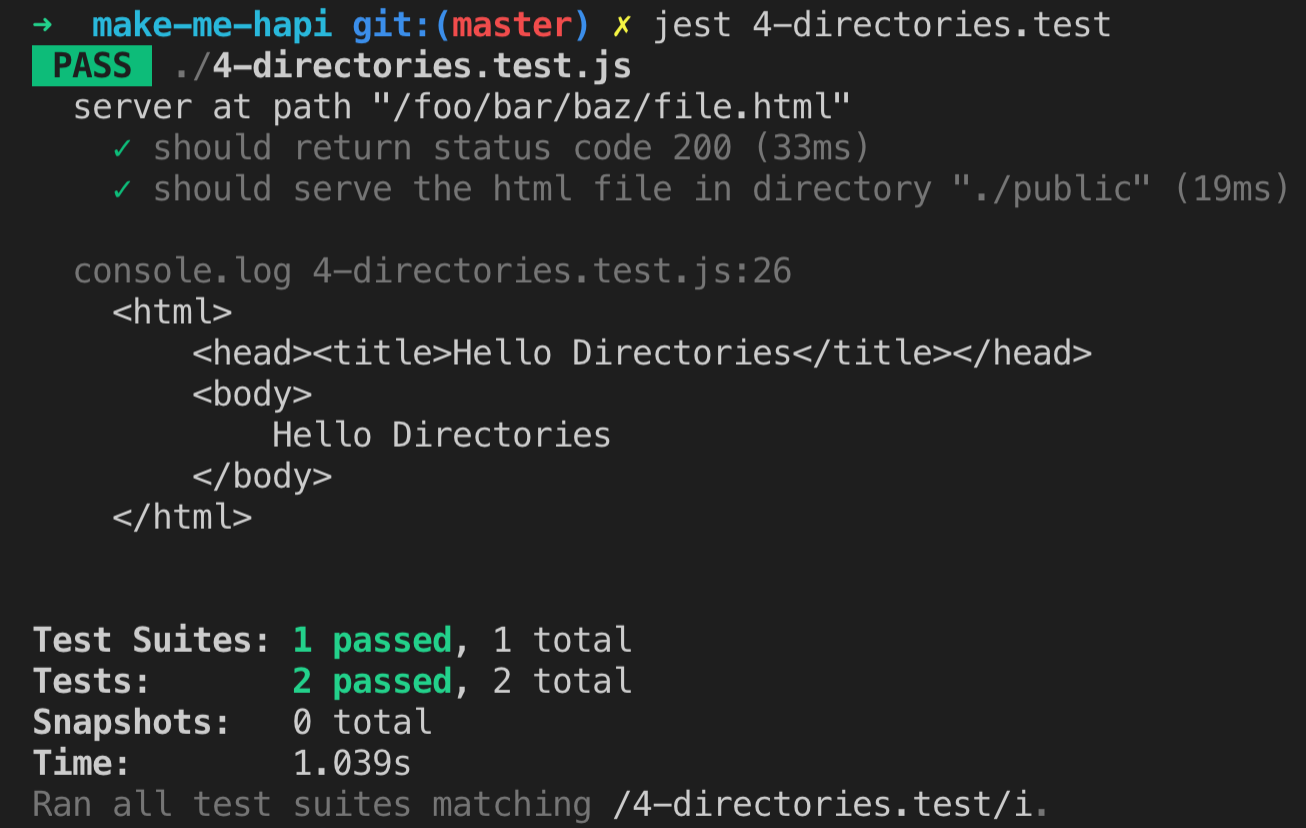 ➜  make-me-hapi git:(master) ✗ jest 4-directories.test
 PASS  ./4-directories.test.js
  server at path "/foo/bar/baz/file.html"
    ✓ should return status code 200 (33ms)
    ✓ should serve the html file in directory "./public" (19ms)

  console.log 4-directories.test.js:26
    <html>
        <head><title>Hello Directories</title></head>
        <body>
            Hello Directories
        </body>
    </html>

Test Suites: 1 passed, 1 total
Tests:       2 passed, 2 total
Snapshots:   0 total
Time:        1.039s
Ran all test suites matching /4-directories.test/i.